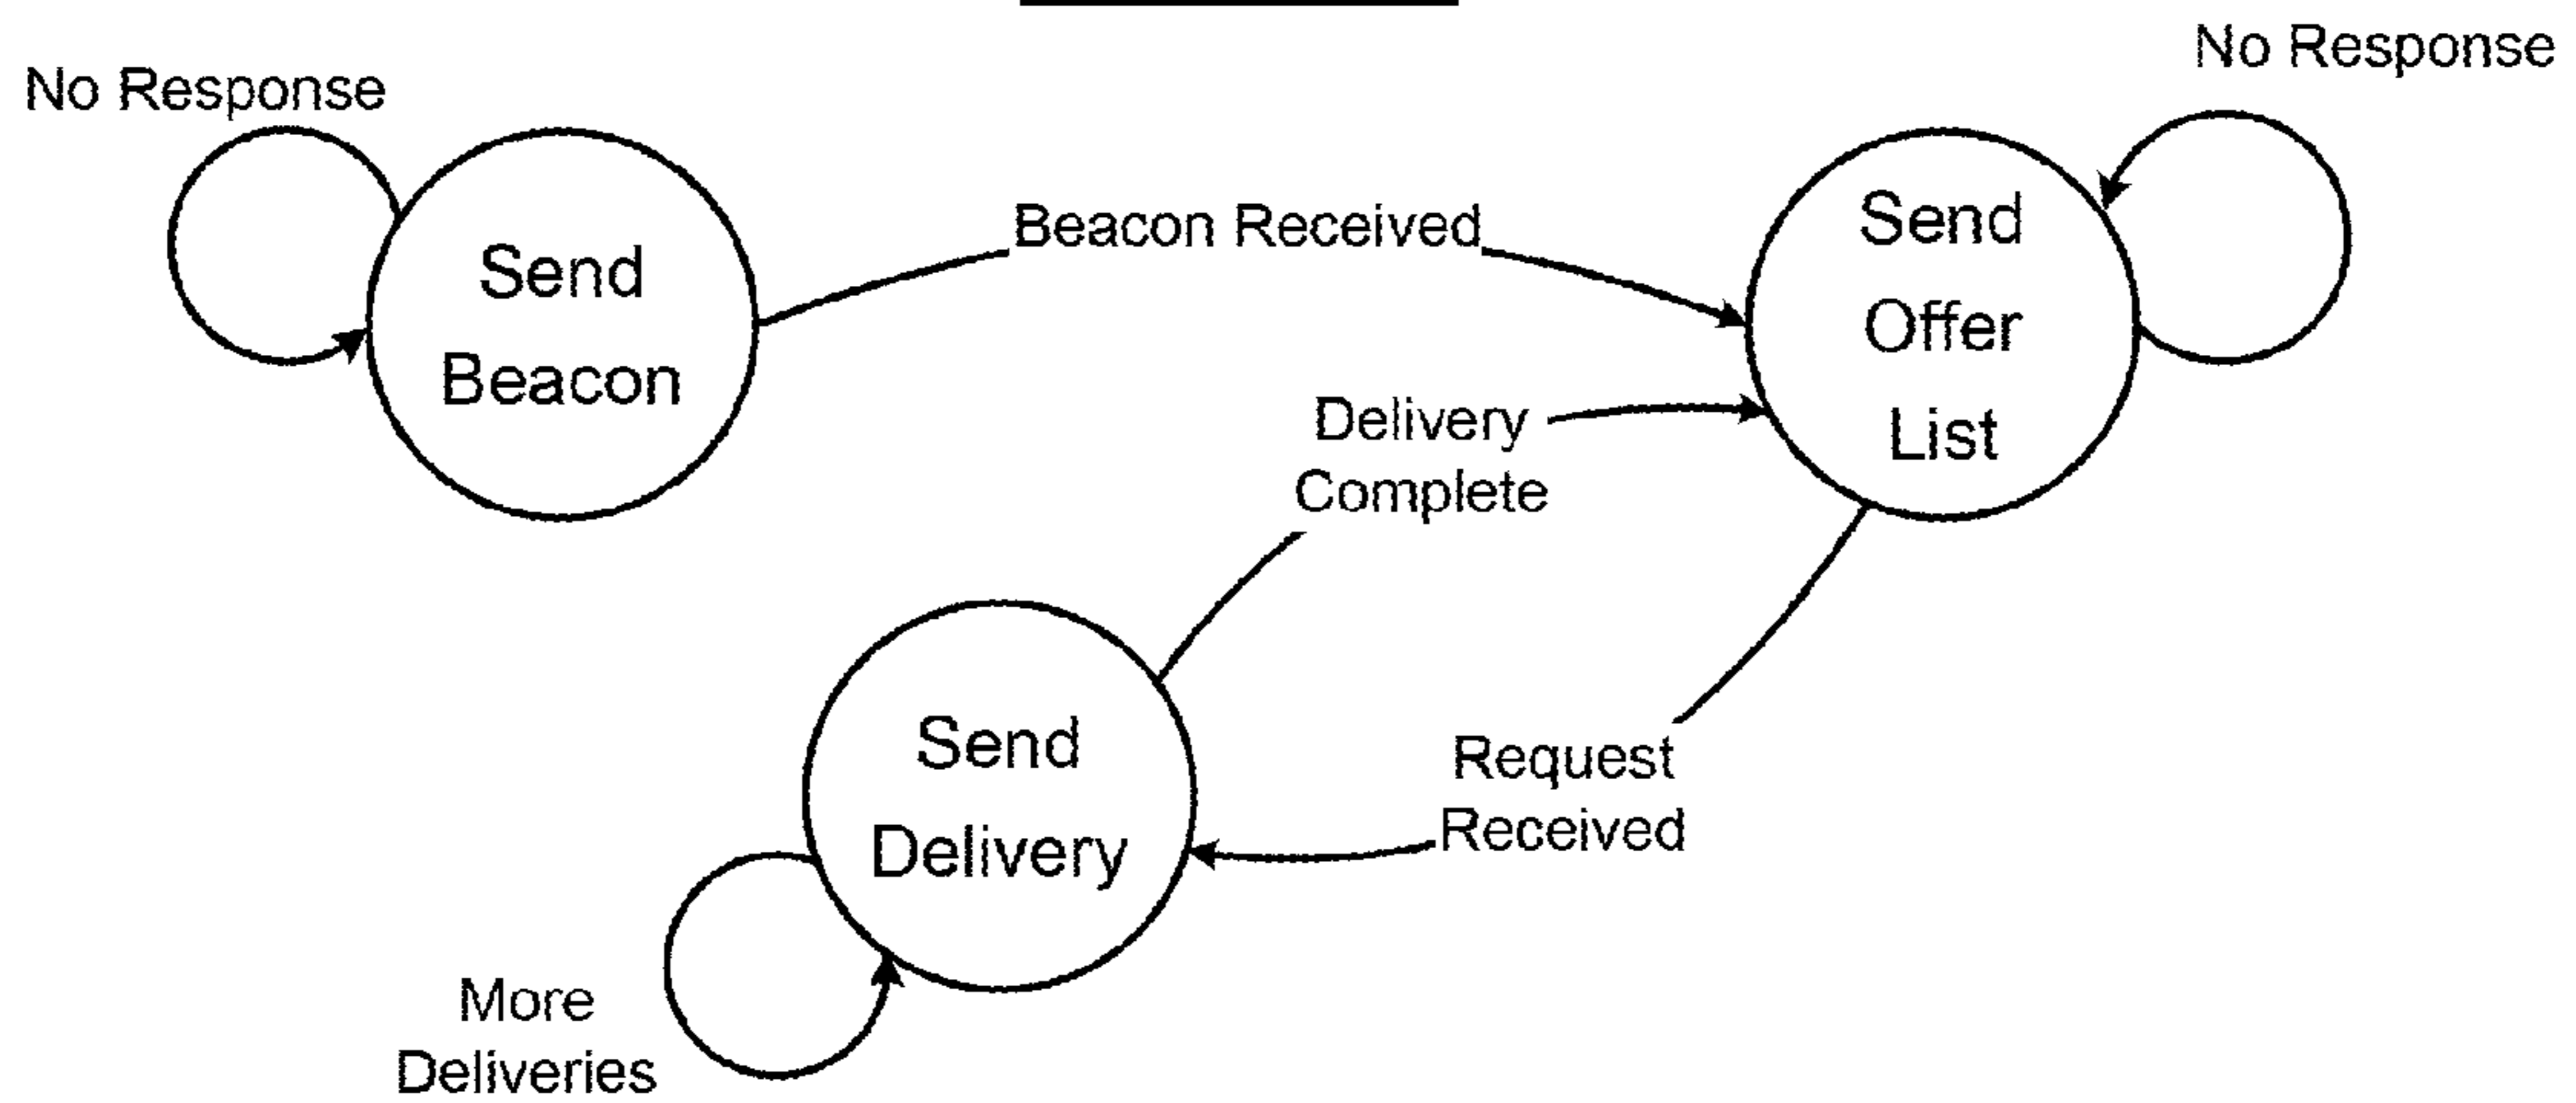 No Response
No Response
Send
Beacon
Beacon Received
Send
Offer
List
Delivery
Complete
Send
Delivery
Request
Received
More
Deliveries